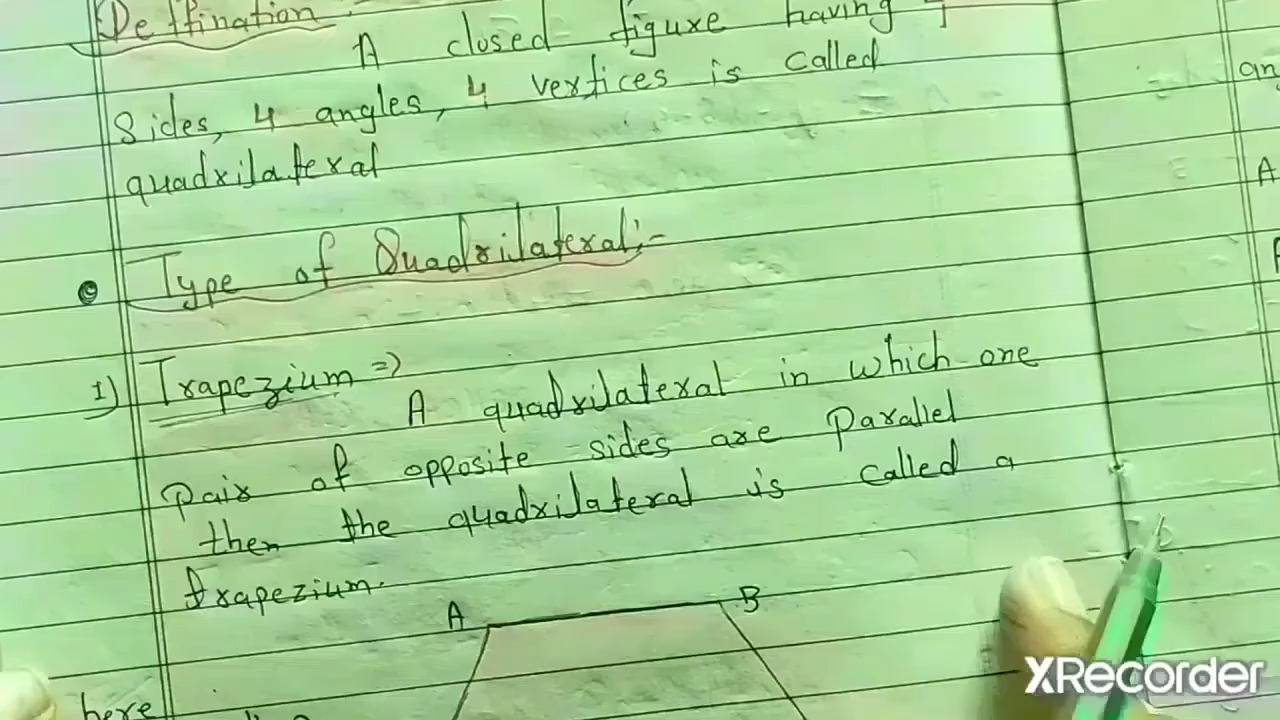 Deffination :
A closed figure having 4
Sides, 4 angles, 4 vertices is called
quadrilateral
Type of Quadrilateral:-
1) Trapezium =>
A quadrilateral in which one
Pair of opposite sides are Parallel
then the quadrilateral is called a
trapezium.
A B
here
an
A
XRecorder